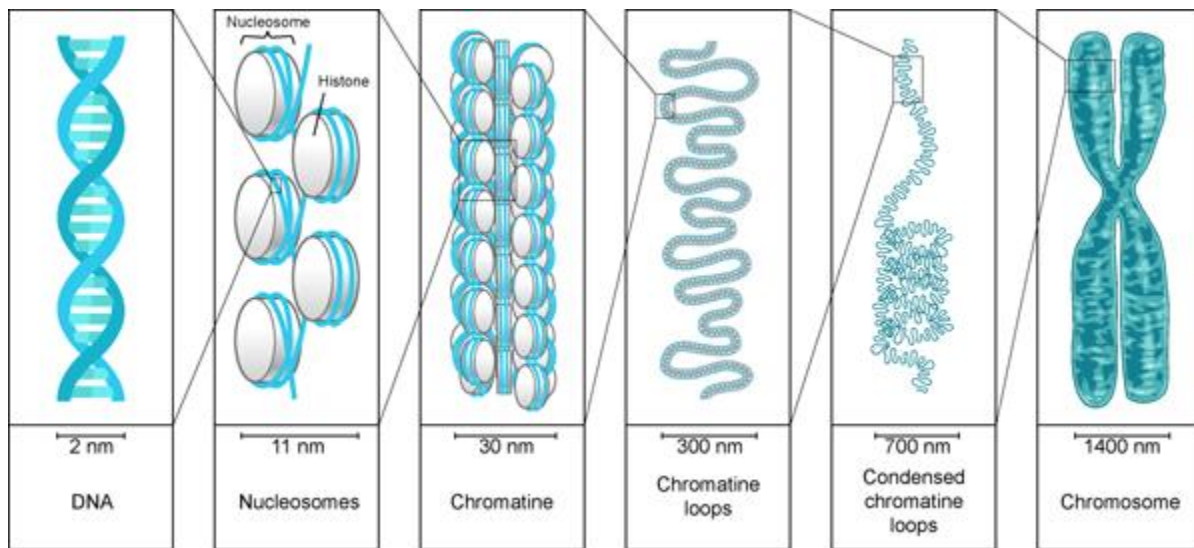 Nucleosome
Histone
2 nm
11 nm
30 nm
300 nm
700 nm
1400 nm
DNA
Nucleosomes
Chromatine
Chromatine
loops
Condensed
chromatine
loops
Chromosome